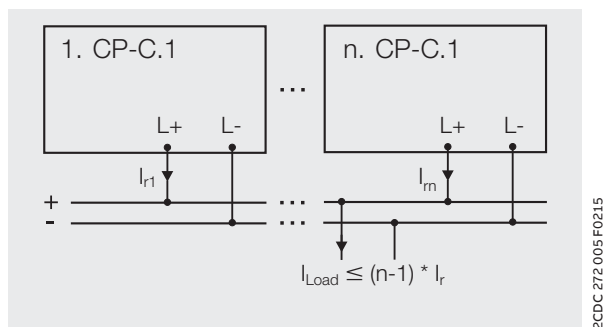 1. CP-C.1
n. CP-C.1
...
L+ L-
L+ L-
Ir1
Irn
+
...
-
...
ILoad ≤ (n-1) * Ir
2CDC 272 005 F0215